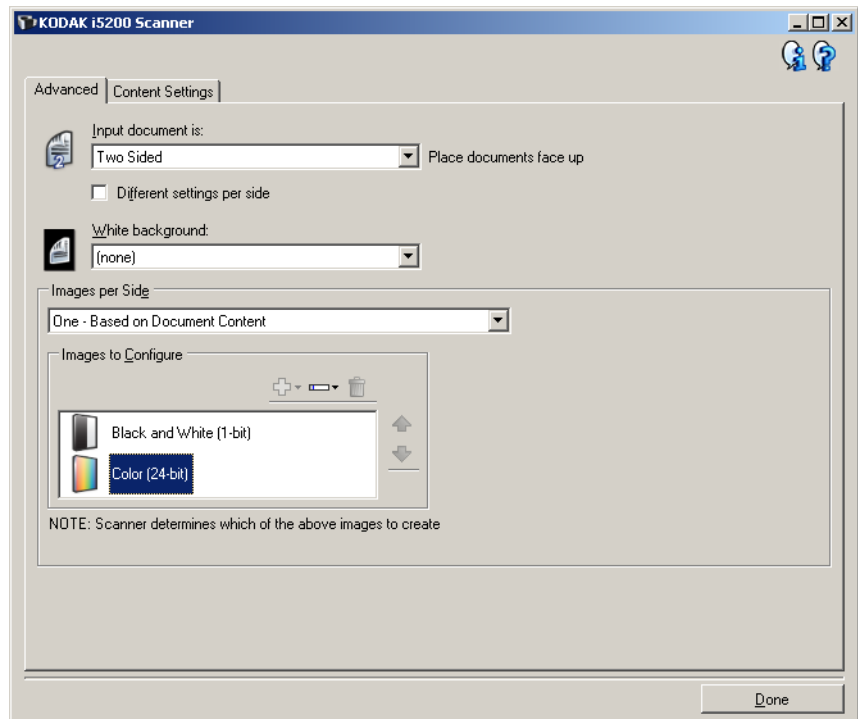 KODAK i5200 Scanner
Advanced
Content Settings
Input document is:
2
Two Sided
Place documents face up
Different settings per side
White background:
(none)
Images per Side
One - Based on Document Content
Images to Configure
Black and White (1-bit)
Color (24-bit)
NOTE: Scanner determines which of the above images to create
Done